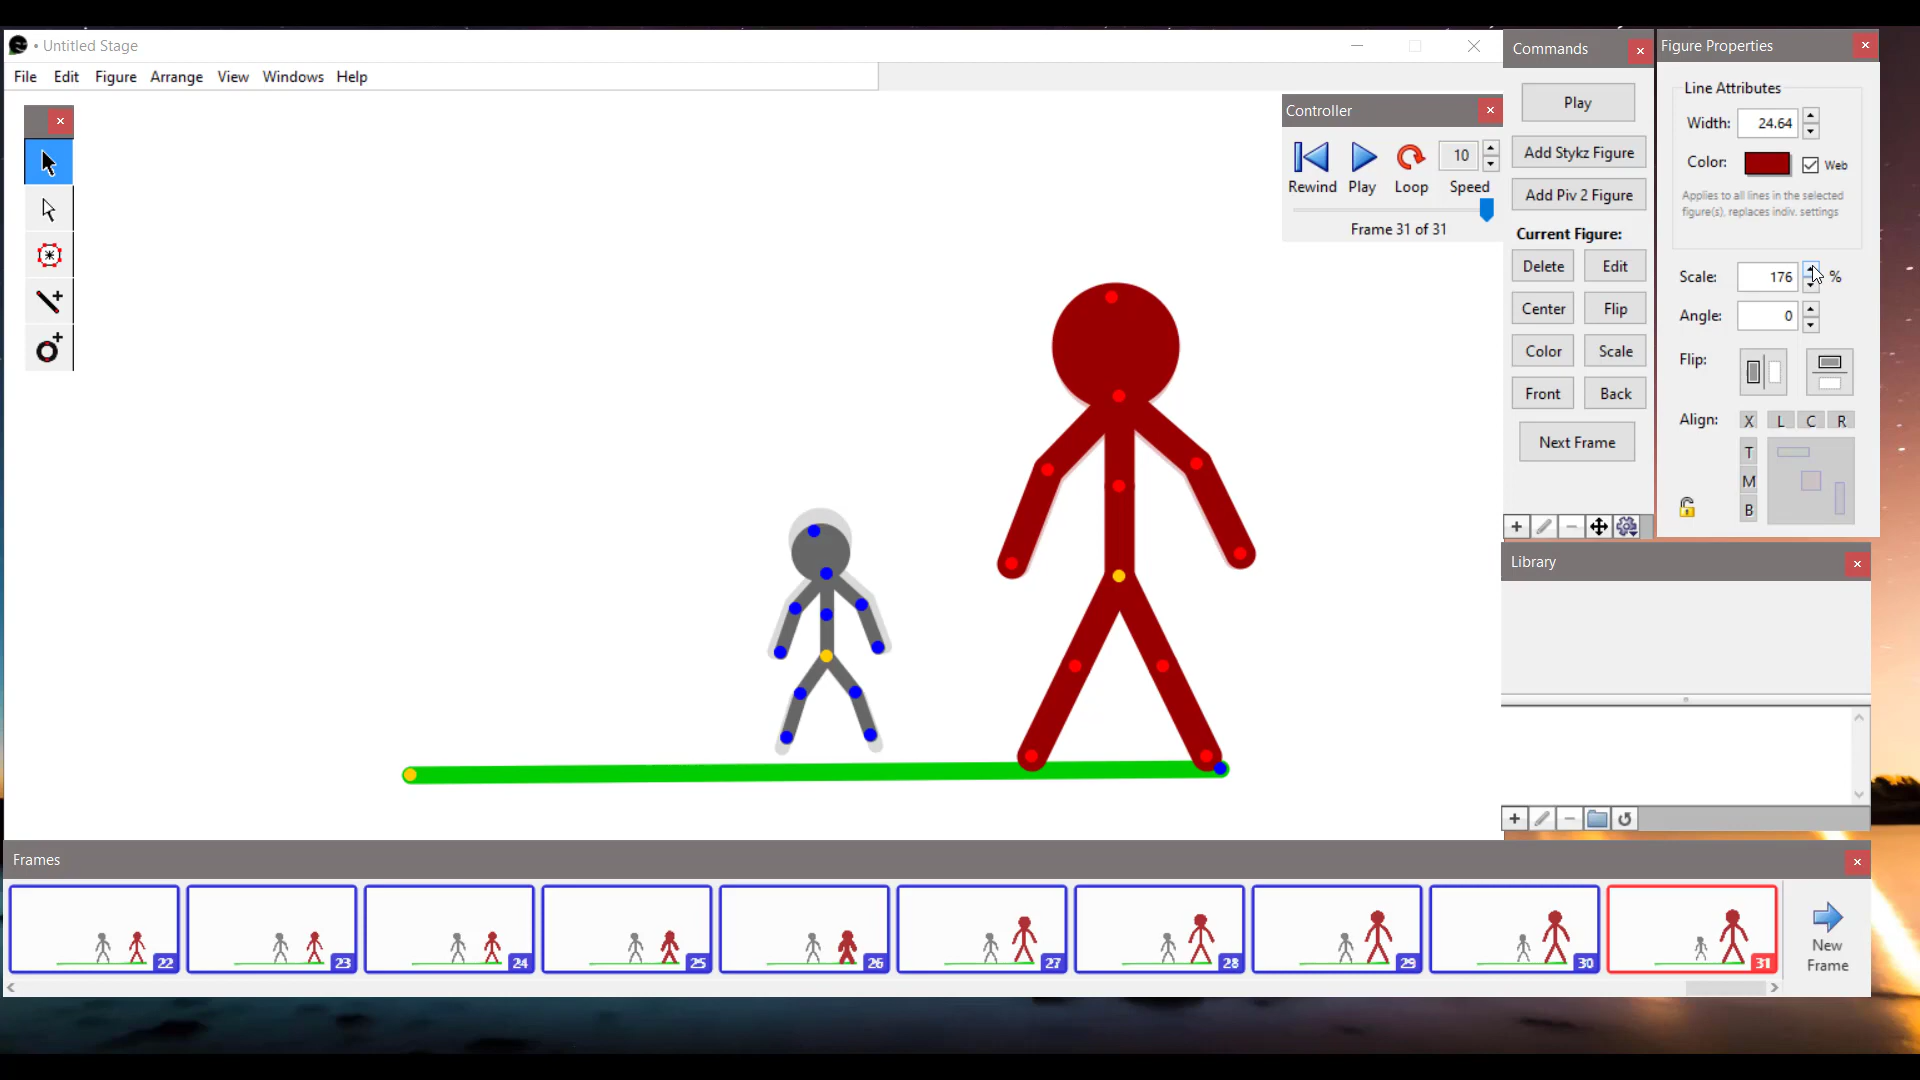 • Untitled Stage
File Edit Figure Arrange View Windows Help
Controller
Rewind Play Loop Speed
10
Frame 31 of 31
Commands
Play
Add Stykz Figure
Add Piv 2 Figure
Current Figure:
Delete Edit
Center Flip
Color Scale
Front Back
Next Frame
Figure Properties
Line Attributes
Width: 24.64
Color: Web
Applies to all lines in the selected
figure(s), replaces indiv. settings
Scale: 176 %
Angle: 0
Flip:
Align: X L C R
T
M
B
Library
Frames
22 23 24 25 26 27 28 29 30 31
New
Frame